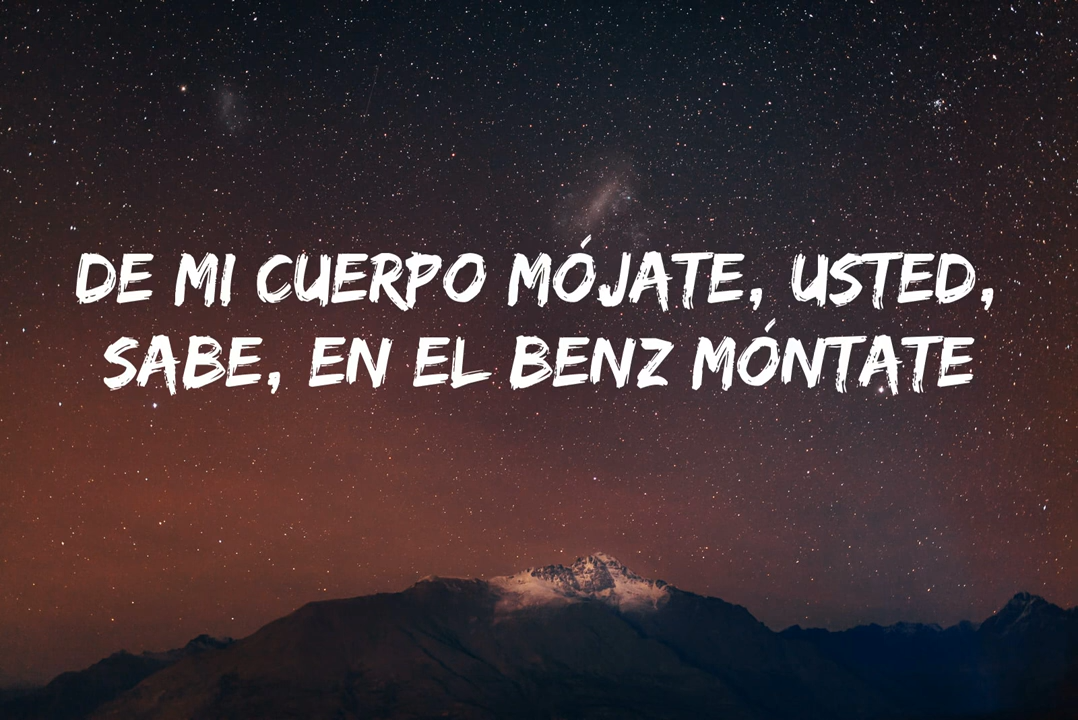 DE MI CUERPO MÓJATE, USTED,
SABE, EN EL BENZ MÓNTATE